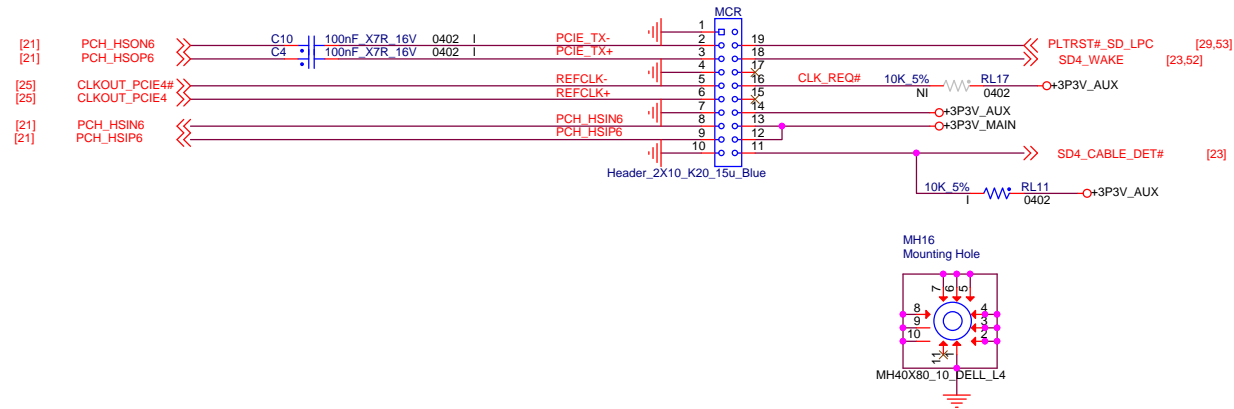 MCR
1
[21] PCH_HSON6 C10 100nF_X7R_16V 0402 I PCIE_TX- 2 19 PLTRST#_SD_LPC [29,53]
[21] PCH_HSOP6 C4 100nF_X7R_16V 0402 I PCIE_TX+ 3 18 SD4_WAKE [23,52]
4 17
[25] CLKOUT_PCIE4# REFCLK- 5 16 CLK_REQ# 10K_5% NI RL17 0402 +3P3V_AUX
[25] CLKOUT_PCIE4 REFCLK+ 6 15
7 14 +3P3V_AUX
[21] PCH_HSIN6 PCH_HSIN6 8 13 +3P3V_MAIN
[21] PCH_HSIP6 PCH_HSIP6 9 12
10 11 SD4_CABLE_DET# [23]
Header_2X10_K20_15u_Blue
10K_5% I RL11 0402 +3P3V_AUX
MH16
Mounting Hole
7 6 5
8 4
9 3
10 2
11 1
MH40X80_10_DELL_L4